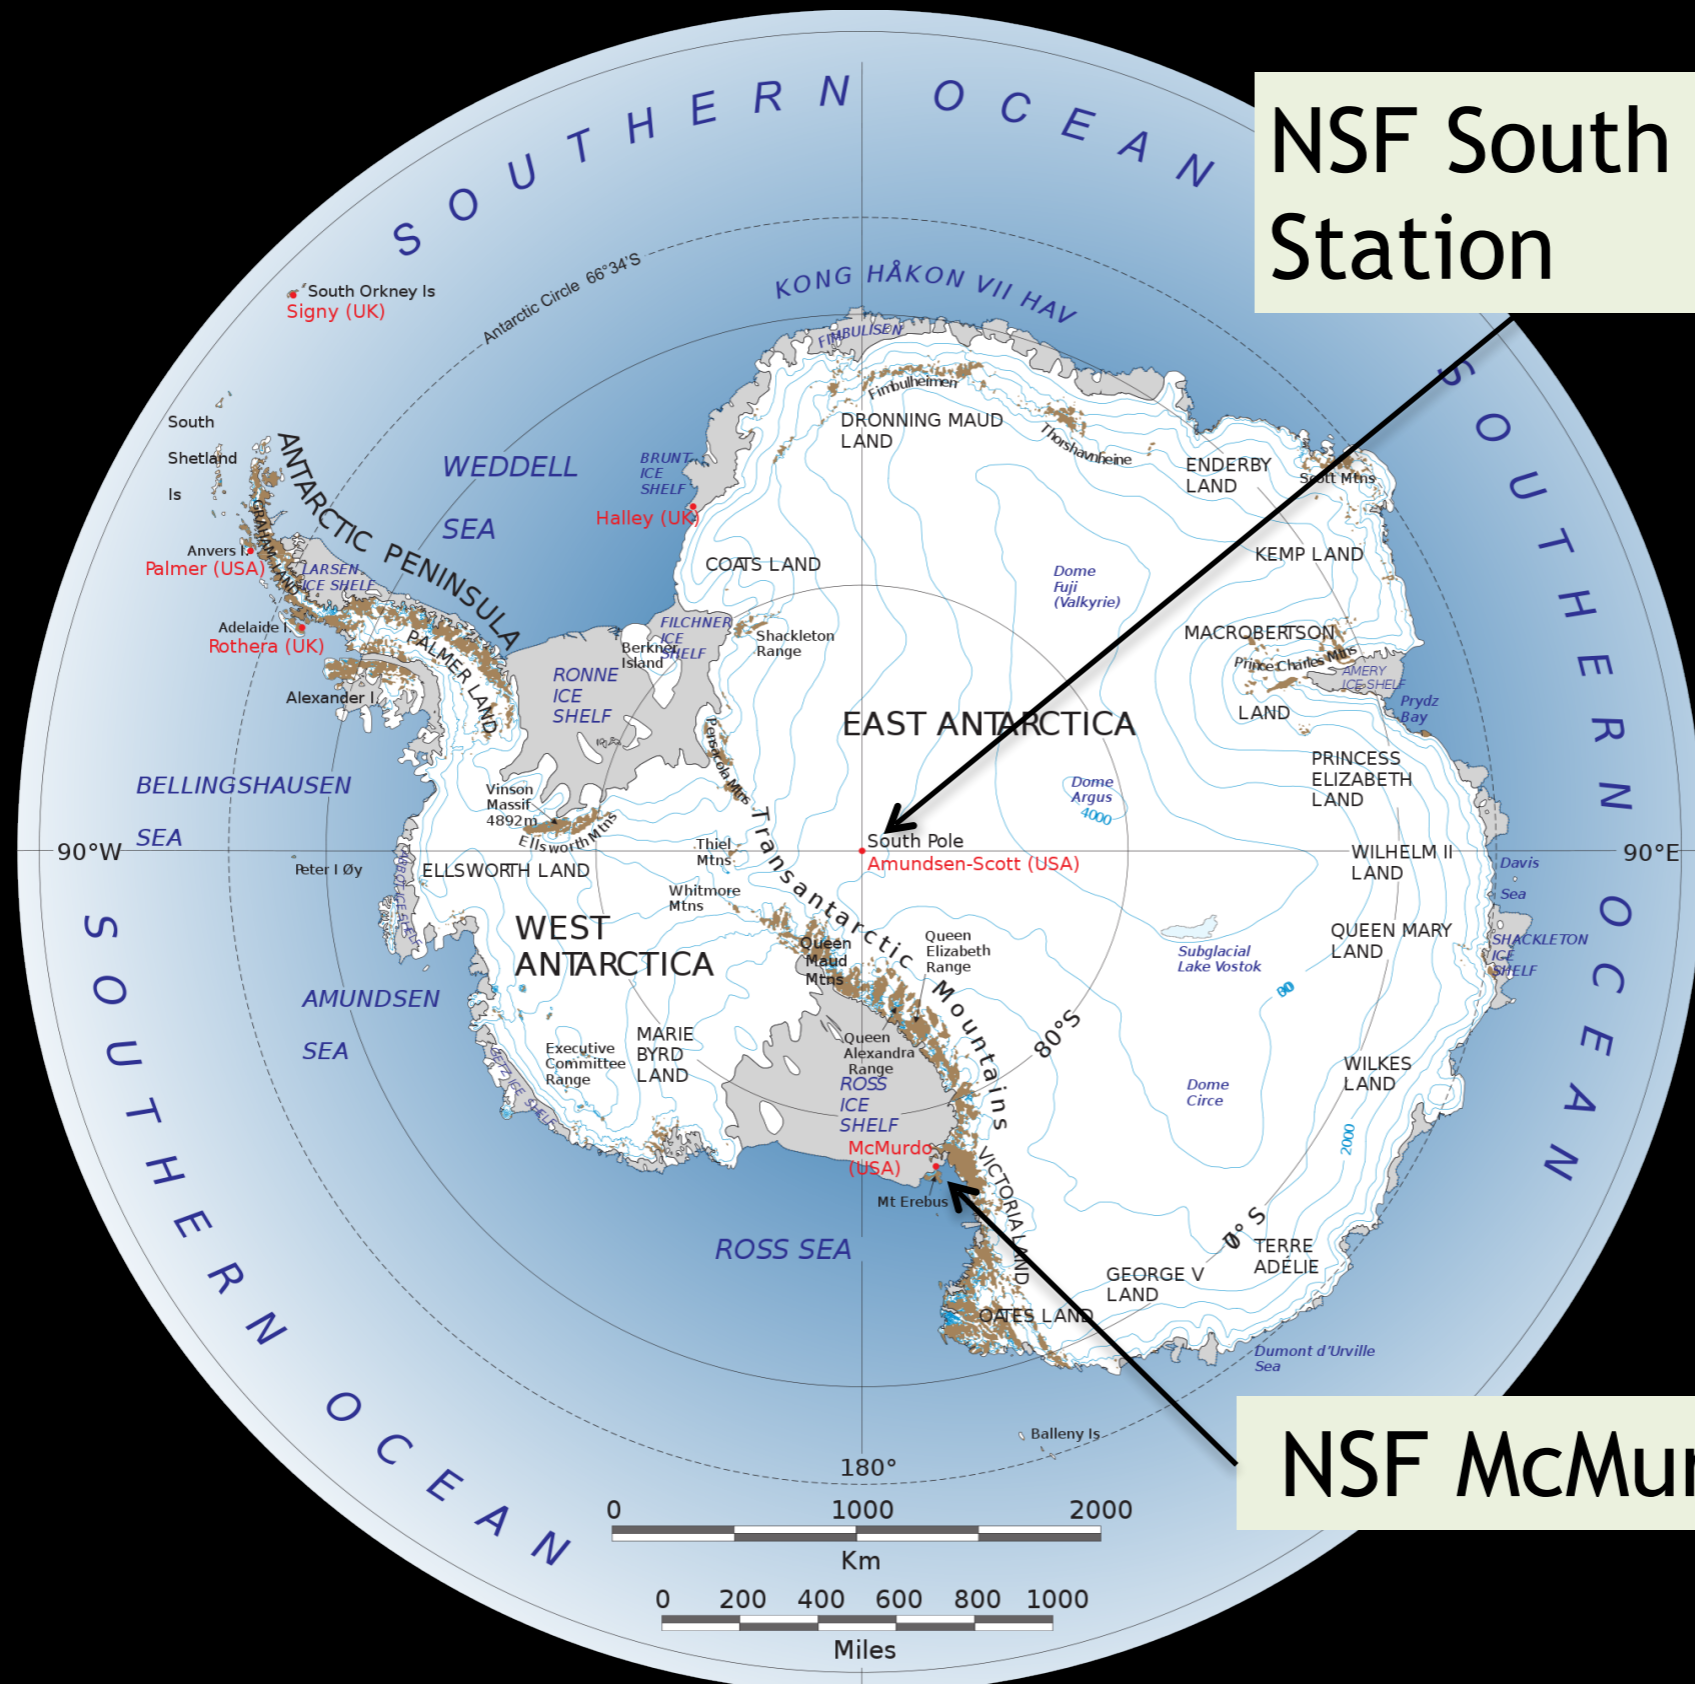 SOUTHERN OCEAN
NSF South
Station
Antarctic Circle 66°34'S
South Orkney Is
Signy (UK)
KONG HÅKON VII HAV
FIMBULISEN
Fimbulheimen
DRONNING MAUD
LAND
Thorshavnheine
ENDERBY
LAND
Scott Mtns
SOUTHERN OCEAN
South
Shetland
Is
ANTARCTIC PENINSULA
GRAHAM LAND
WEDDELL
SEA
BRUNT
ICE
SHELF
Halley (UK)
Anvers I.
Palmer (USA)
LARSEN
ICE SHELF
COATS LAND
Dome
Fuji
(Valkyrie)
KEMP LAND
Adelaide I.
Rothera (UK)
PALMER LAND
Alexander I
FILCHNER
ICE
SHELF
Berkner
Island
Shackleton
Range
RONNE
ICE
SHELF
MACROBERTSON
Prince Charles Mtns
LAND
AMERY
ICE SHELF
Prydz
Bay
EAST ANTARCTICA
Pensacola Mtns
PRINCESS
ELIZABETH
LAND
BELLINGSHAUSEN
SEA
Vinson
Massif
4892m
Ellsworth Mtns
Dome
Argus
4000
Transantarctic Mountains
Thiel
Mtns
South Pole
Amundsen-Scott (USA)
90°W
90°E
Peter I Øy
ELLSWORTH LAND
Whitmore
Mtns
WILHELM II
LAND
Davis
Sea
WEST
ANTARCTICA
Queen
Maud
Mtns
Queen
Elizabeth
Range
Subglacial
Lake Vostok
QUEEN MARY
LAND
SHACKLETON
ICE
SHELF
AMUNDSEN
SEA
SOUTHERN OCEAN
Executive
Committee
Range
MARIE
BYRD
LAND
GETZ ICE SHELF
Queen
Alexandra
Range
80°S
ROSS
ICE
SHELF
Dome
Circe
WILKES
LAND
2000
McMurdo
(USA)
Mt Erebus
VICTORIA LAND
ROSS SEA
TERRE
ADÉLIE
GEORGE V
LAND
OATES LAND
Dumont d'Urville
Sea
Balleny Is
NSF
180°
0 1000 2000
Km
0 200 400 600 800 1000
Miles